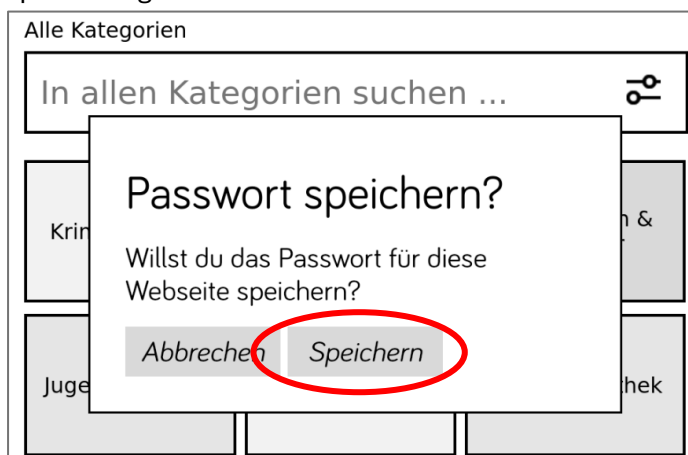 Alle Kategorien
In allen Kategorien suchen ...
Passwort speichern?
Willst du das Passwort für diese
Webseite speichern?
Abbrechen Speichern